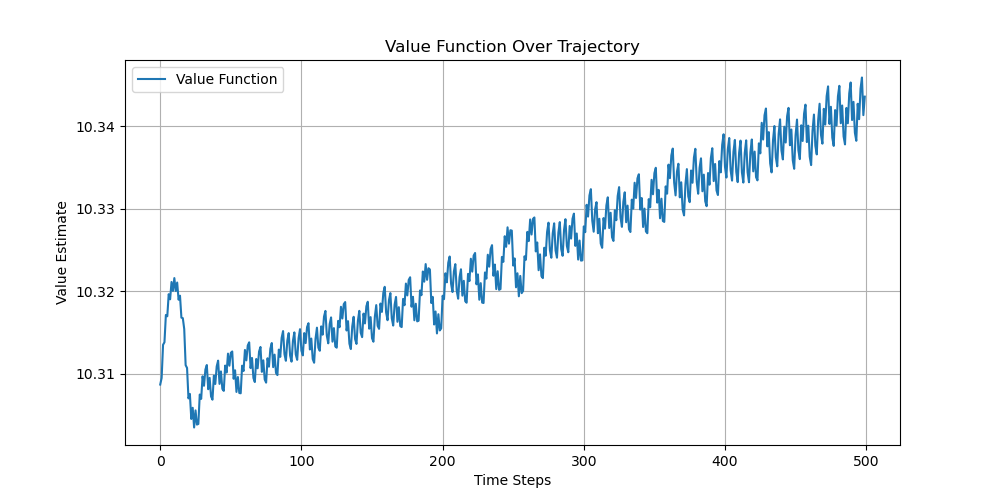 Value Function Over Trajectory
Value Function
Value Estimate
10.34
10.33
10.32
10.31
0 100 200 300 400 500
Time Steps